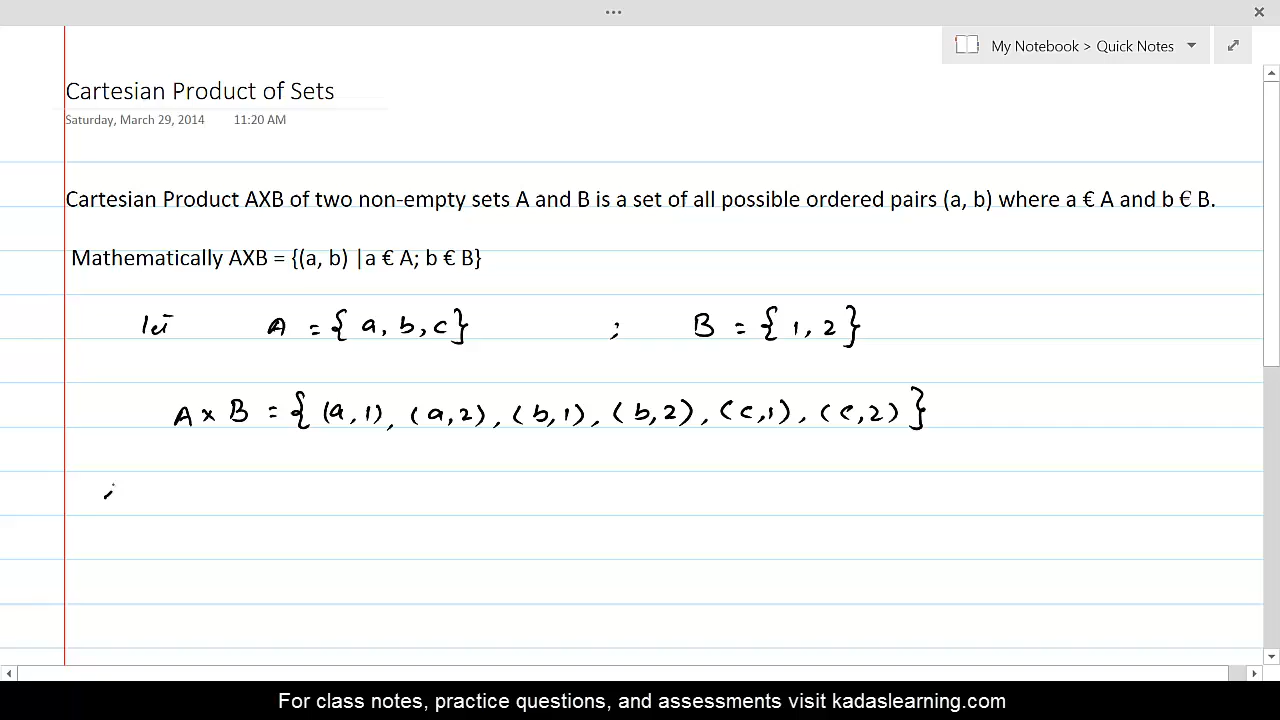 ...
My Notebook > Quick Notes
Cartesian Product of Sets
Saturday, March 29, 2014 11:20 AM
Cartesian Product AXB of two non-empty sets A and B is a set of all possible ordered pairs (a, b) where a € A and b € B.
Mathematically AXB = {(a, b) |a € A; b € B}
let A = { a, b, c} ; B = { 1, 2 }
A × B = { (a, 1), (a, 2), (b, 1), (b, 2), (c, 1), (c, 2) }
For class notes, practice questions, and assessments visit kadaslearning.com